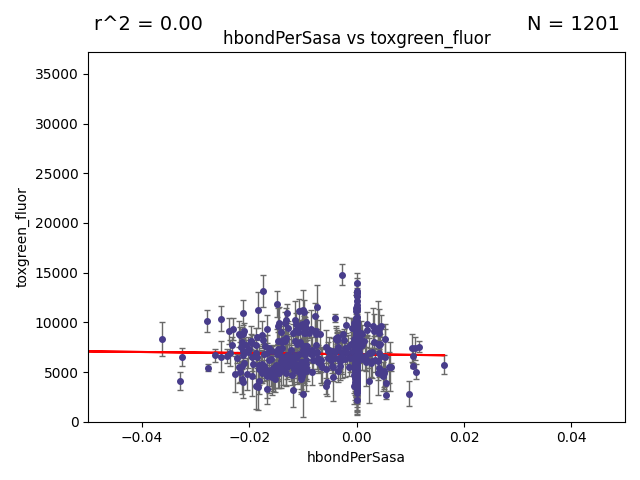 r^2 = 0.00
N = 1201
hbondPerSasa vs toxgreen_fluor
toxgreen_fluor
35000
30000
25000
20000
15000
10000
5000
0
−0.04
−0.02
0.00
0.02
0.04
hbondPerSasa